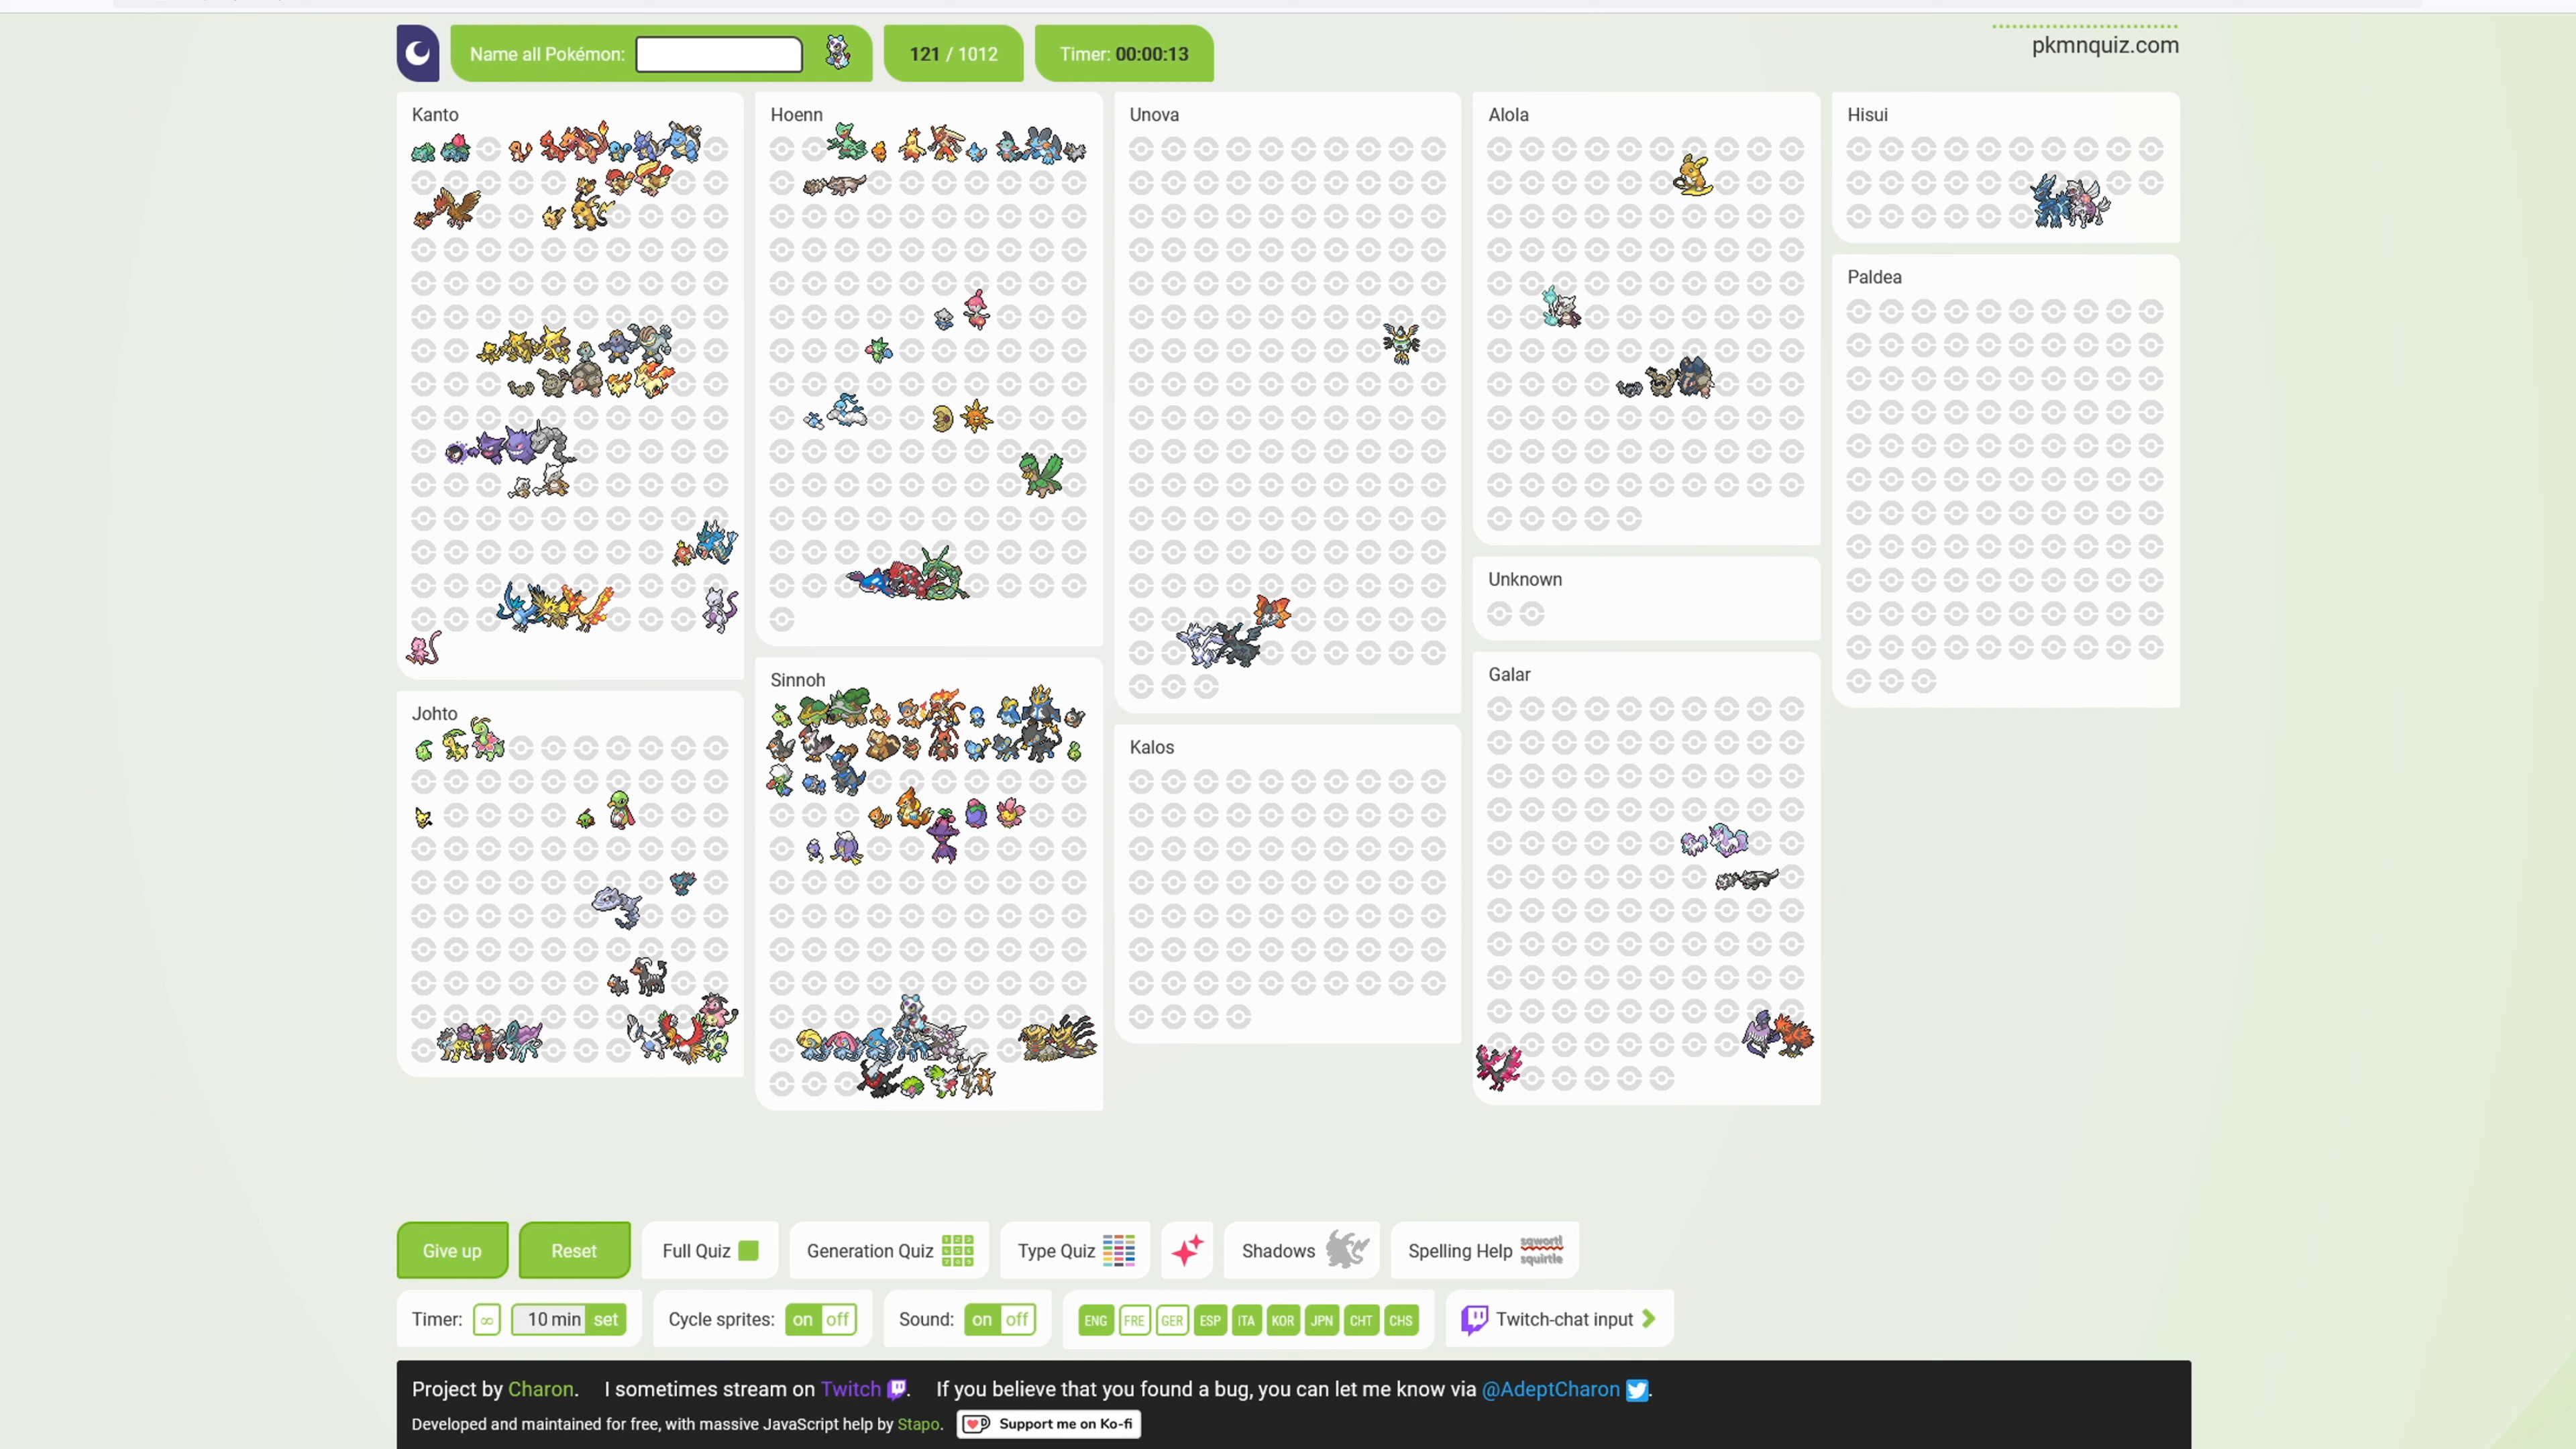 Name all Pokémon:
121 / 1012
Timer: 00:00:13
pkmnquiz.com
Kanto
Hoenn
Unova
Alola
Hisui
Paldea
Unknown
Sinnoh
Galar
Johto
Kalos
Give up
Reset
Full Quiz
Generation Quiz
Type Quiz
Shadows
Spelling Help
sqwortl
squirtle
Timer: ∞ 10 min set
Cycle sprites: on off
Sound: on off
ENG FRE GER ESP ITA KOR JPN CHT CHS
Twitch-chat input
Project by Charon. I sometimes stream on Twitch. If you believe that you found a bug, you can let me know via @AdeptCharon.
Developed and maintained for free, with massive JavaScript help by Stapo. Support me on Ko-fi